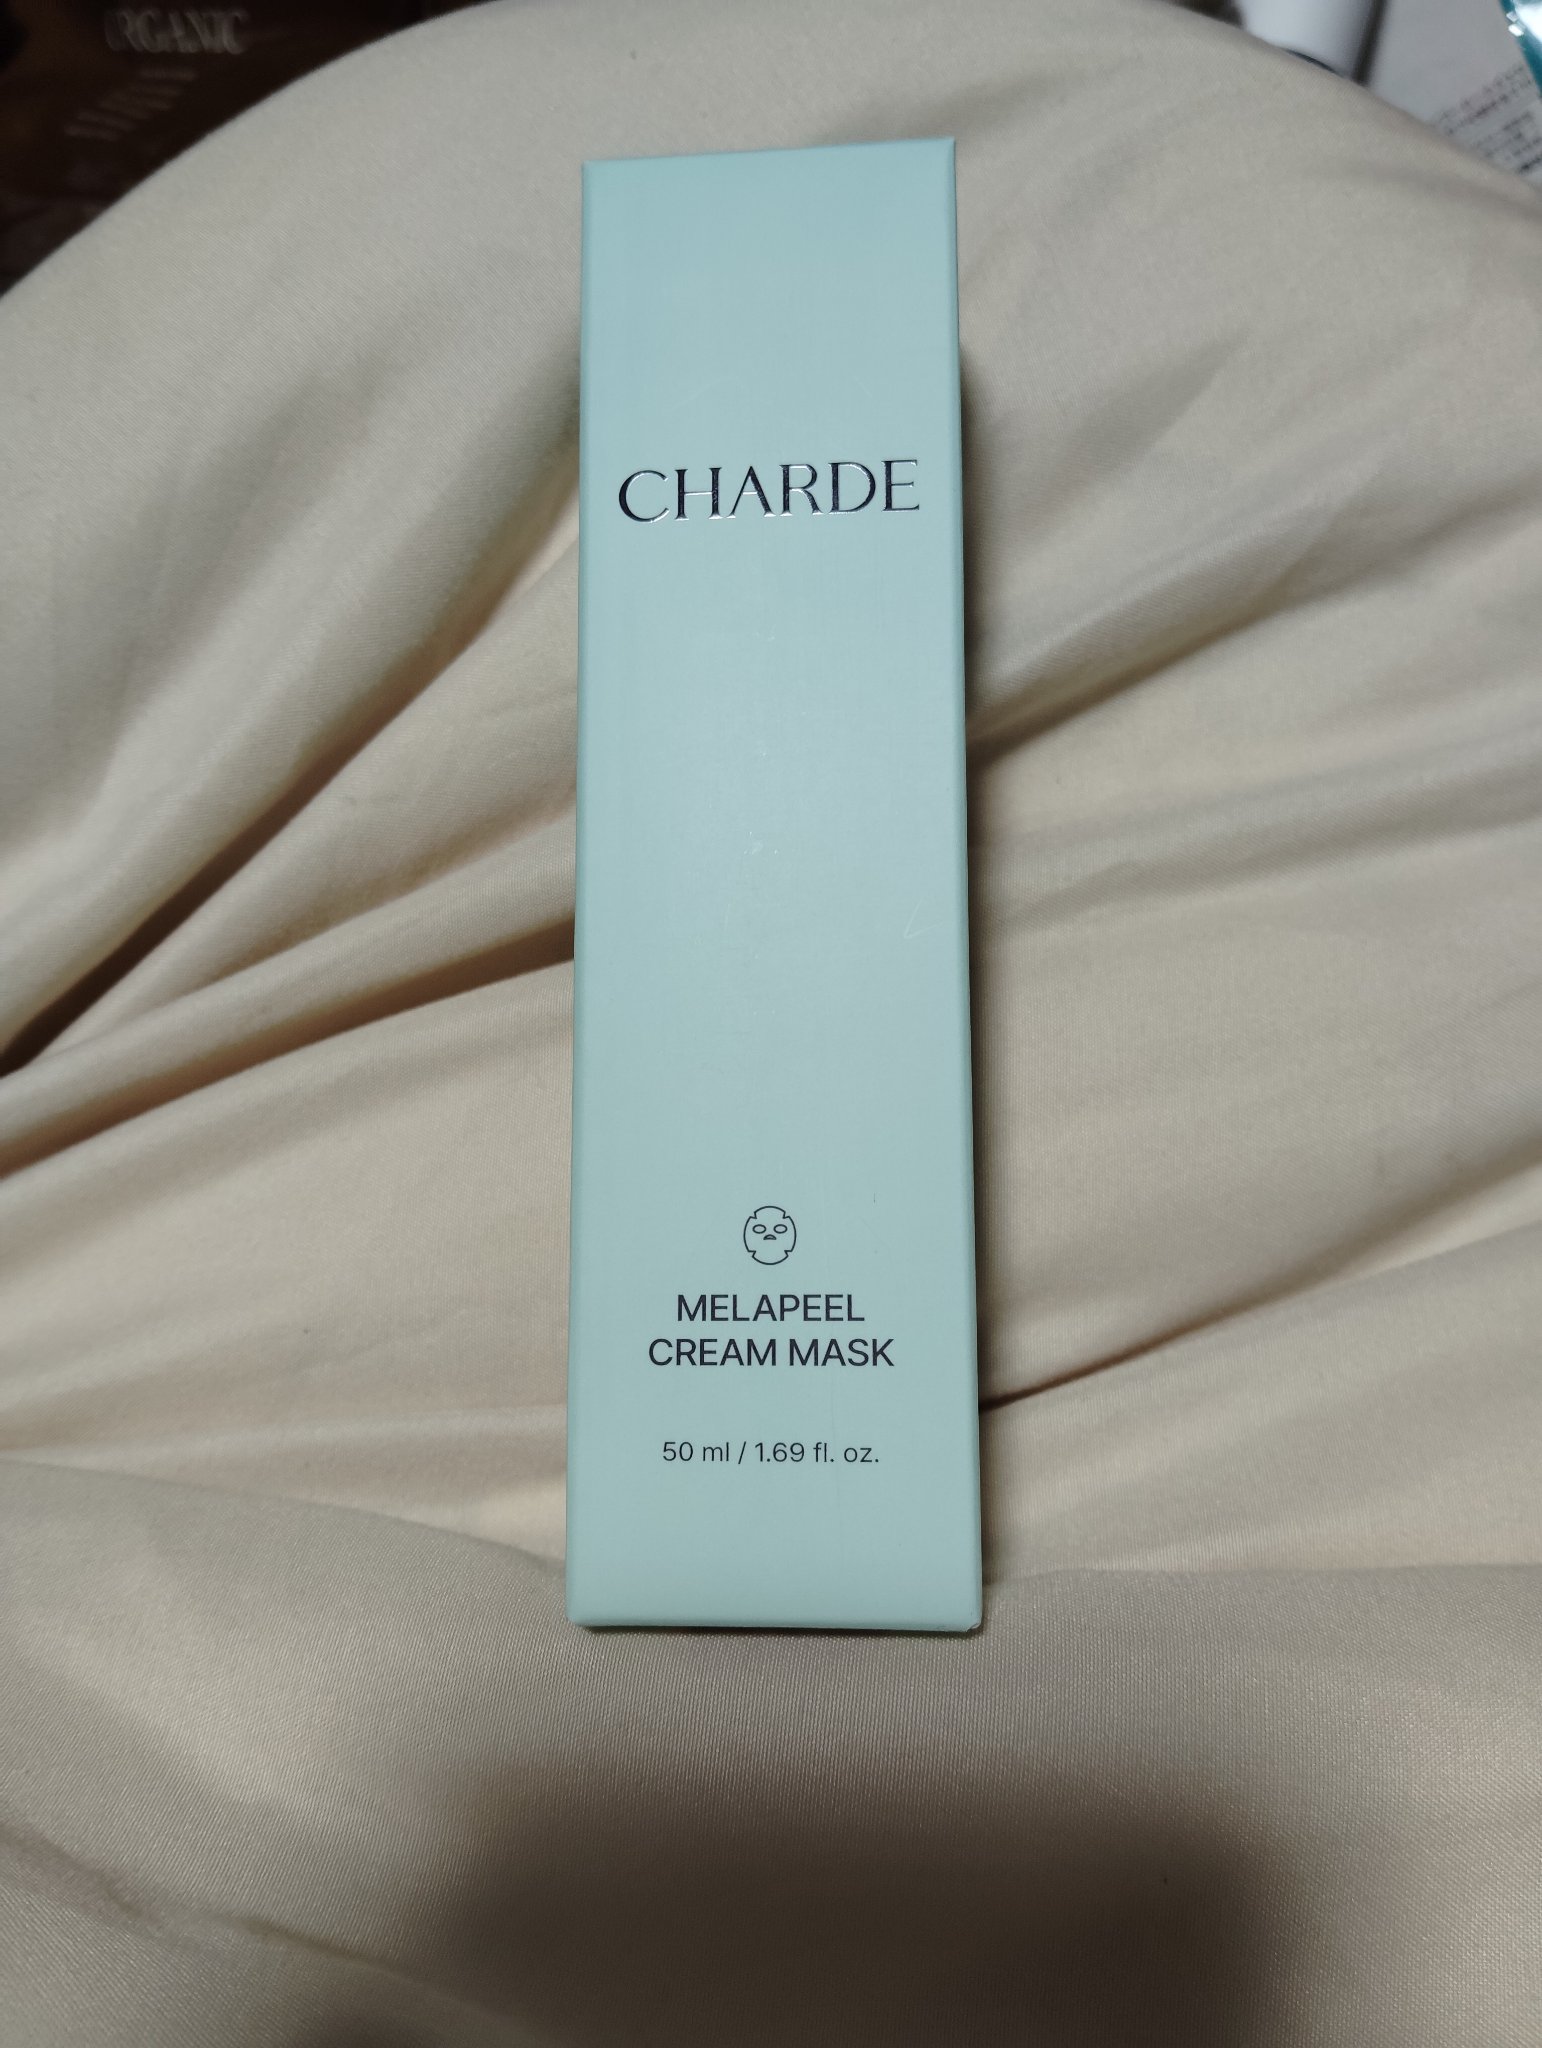 CHARDE
MELAPEEL
CREAM MASK
50 ml / 1.69 fl. oz.